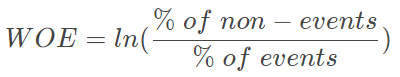 WOE = ln(% of non − events / % of events)